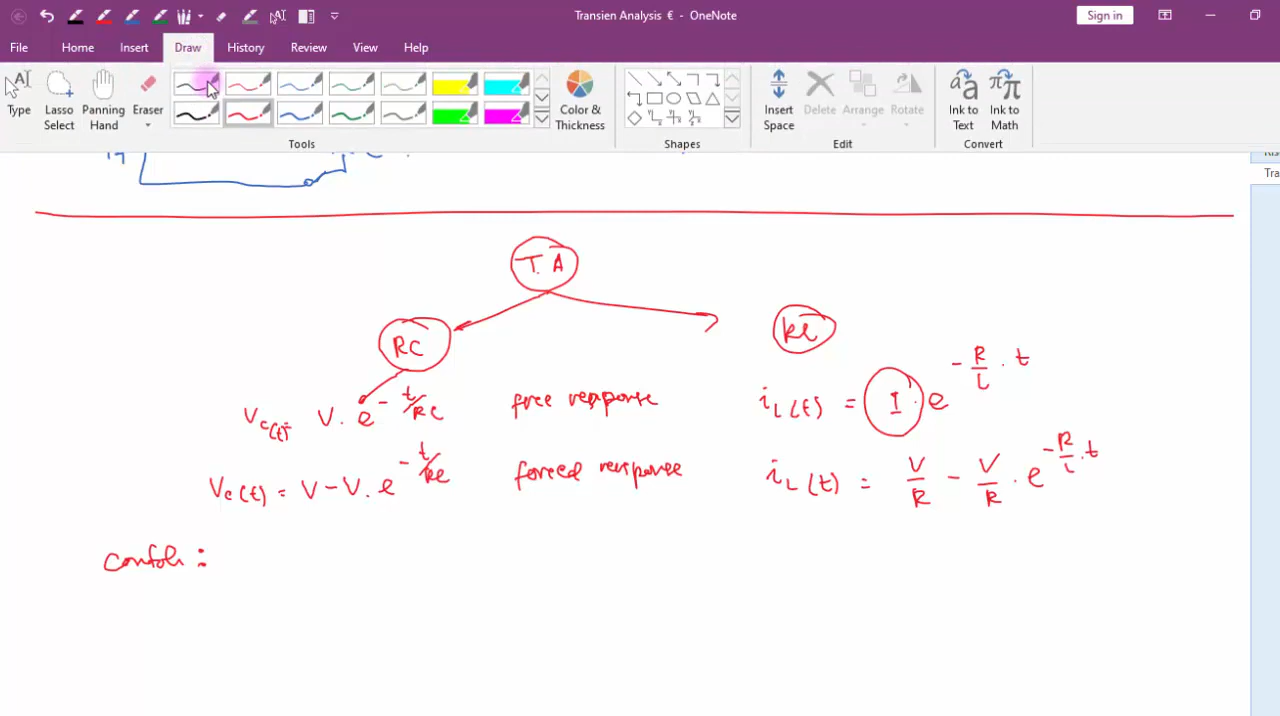 Transien Analysis € - OneNote
Sign in
File Home Insert Draw History Review View Help
Type
Lasso Select
Panning Hand
Eraser
Color & Thickness
Insert Space
Delete
Arrange
Rotate
Ink to Text
Ink to Math
Tools
Shapes
Edit
Convert
Tra
T.A
RC
RL
Vc(t)= V. e^-t/RC free response iL(t) = I . e^-R/L . t
Vc(t) = V-V. e^-t/RC forced response iL(t) = V/R - V/R . e^-R/L . t
contoh :